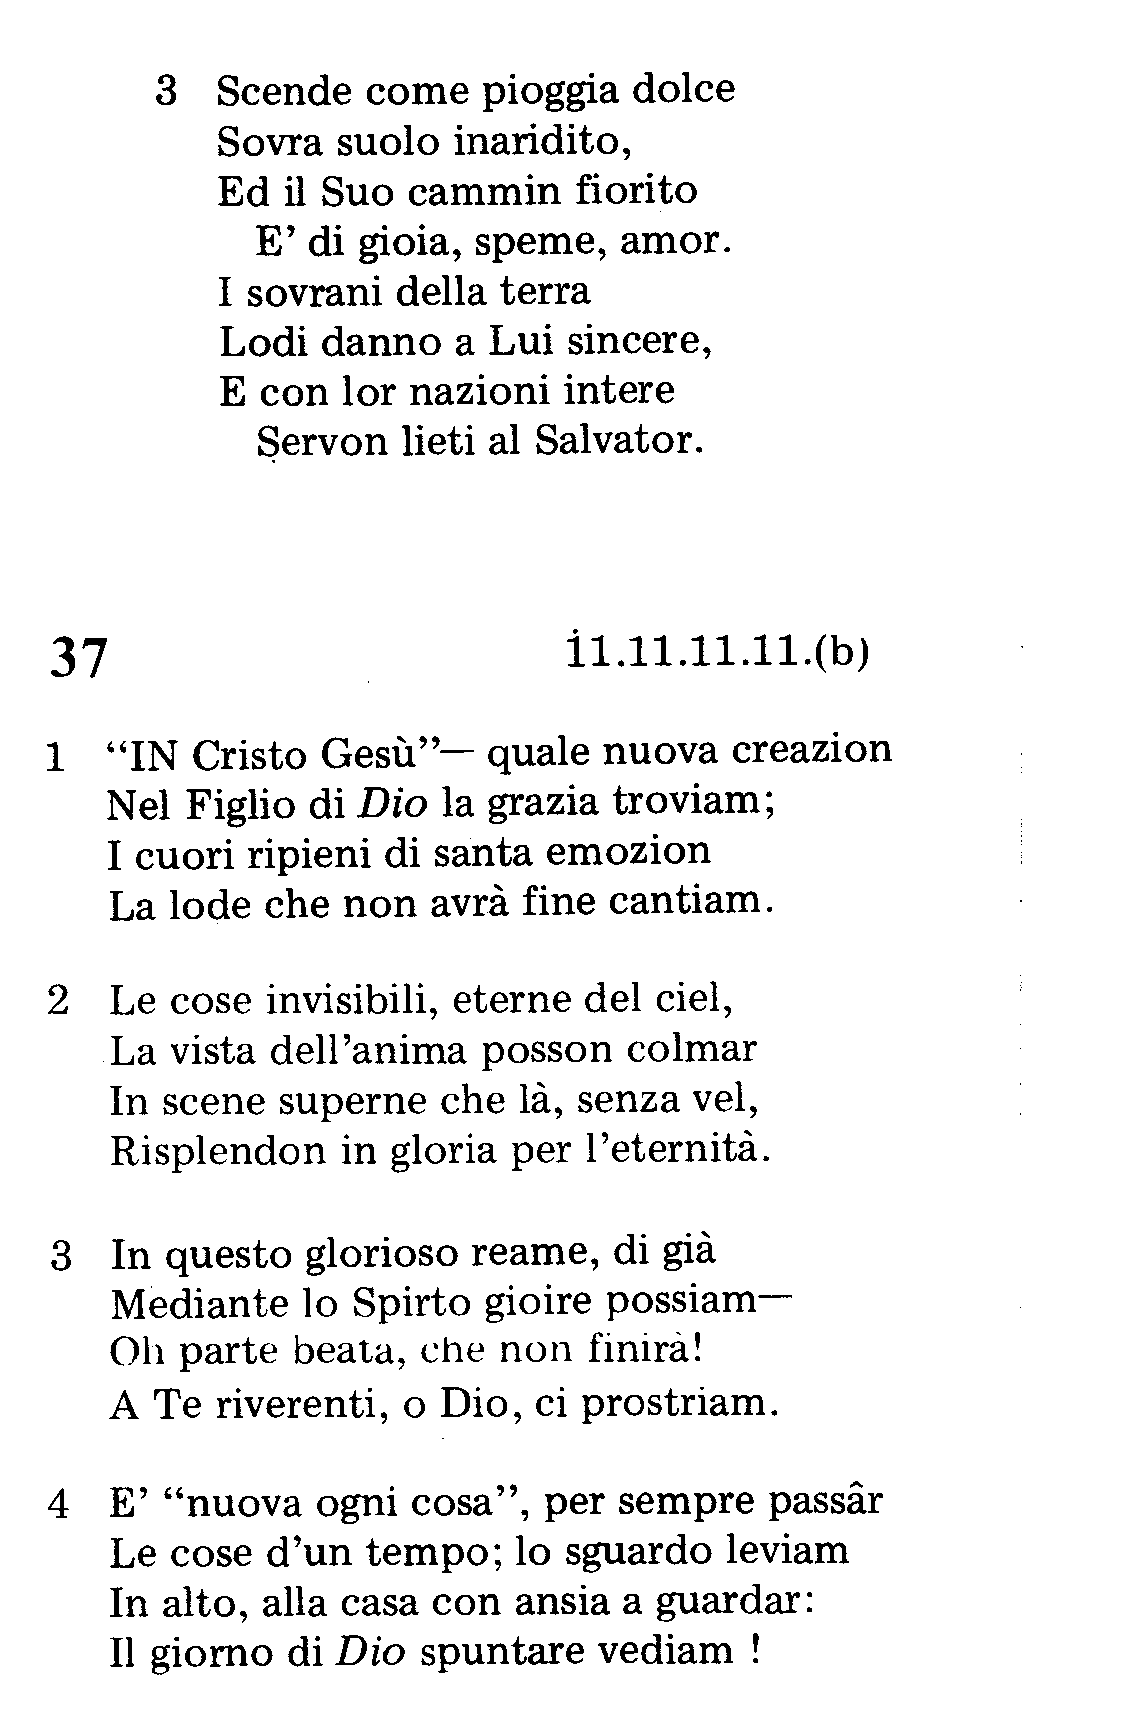 3 Scende come pioggia dolce
Sovra suolo inaridito,
Ed il Suo cammin fiorito
E’ di gioia, speme, amor.
I sovrani della terra
Lodi danno a Lui sincere,
E con lor nazioni intere
Servon lieti al Salvator.
37 11.11.11.11.(b)
1 “IN Cristo Gesù”— quale nuova creazion
Nel Figlio di Dio la grazia troviam;
I cuori ripieni di santa emozion
La lode che non avrà fine cantiam.
2 Le cose invisibili, eterne del ciel,
La vista dell’anima posson colmar
In scene superne che là, senza vel,
Risplendon in gloria per l’eternità.
3 In questo glorioso reame, di già
Mediante lo Spirto gioire possiam—
Oh parte beata, che non finirà!
A Te riverenti, o Dio, ci prostriam.
4 E’ “nuova ogni cosa”, per sempre passâr
Le cose d’un tempo; lo sguardo leviam
In alto, alla casa con ansia a guardar:
Il giorno di Dio spuntare vediam !